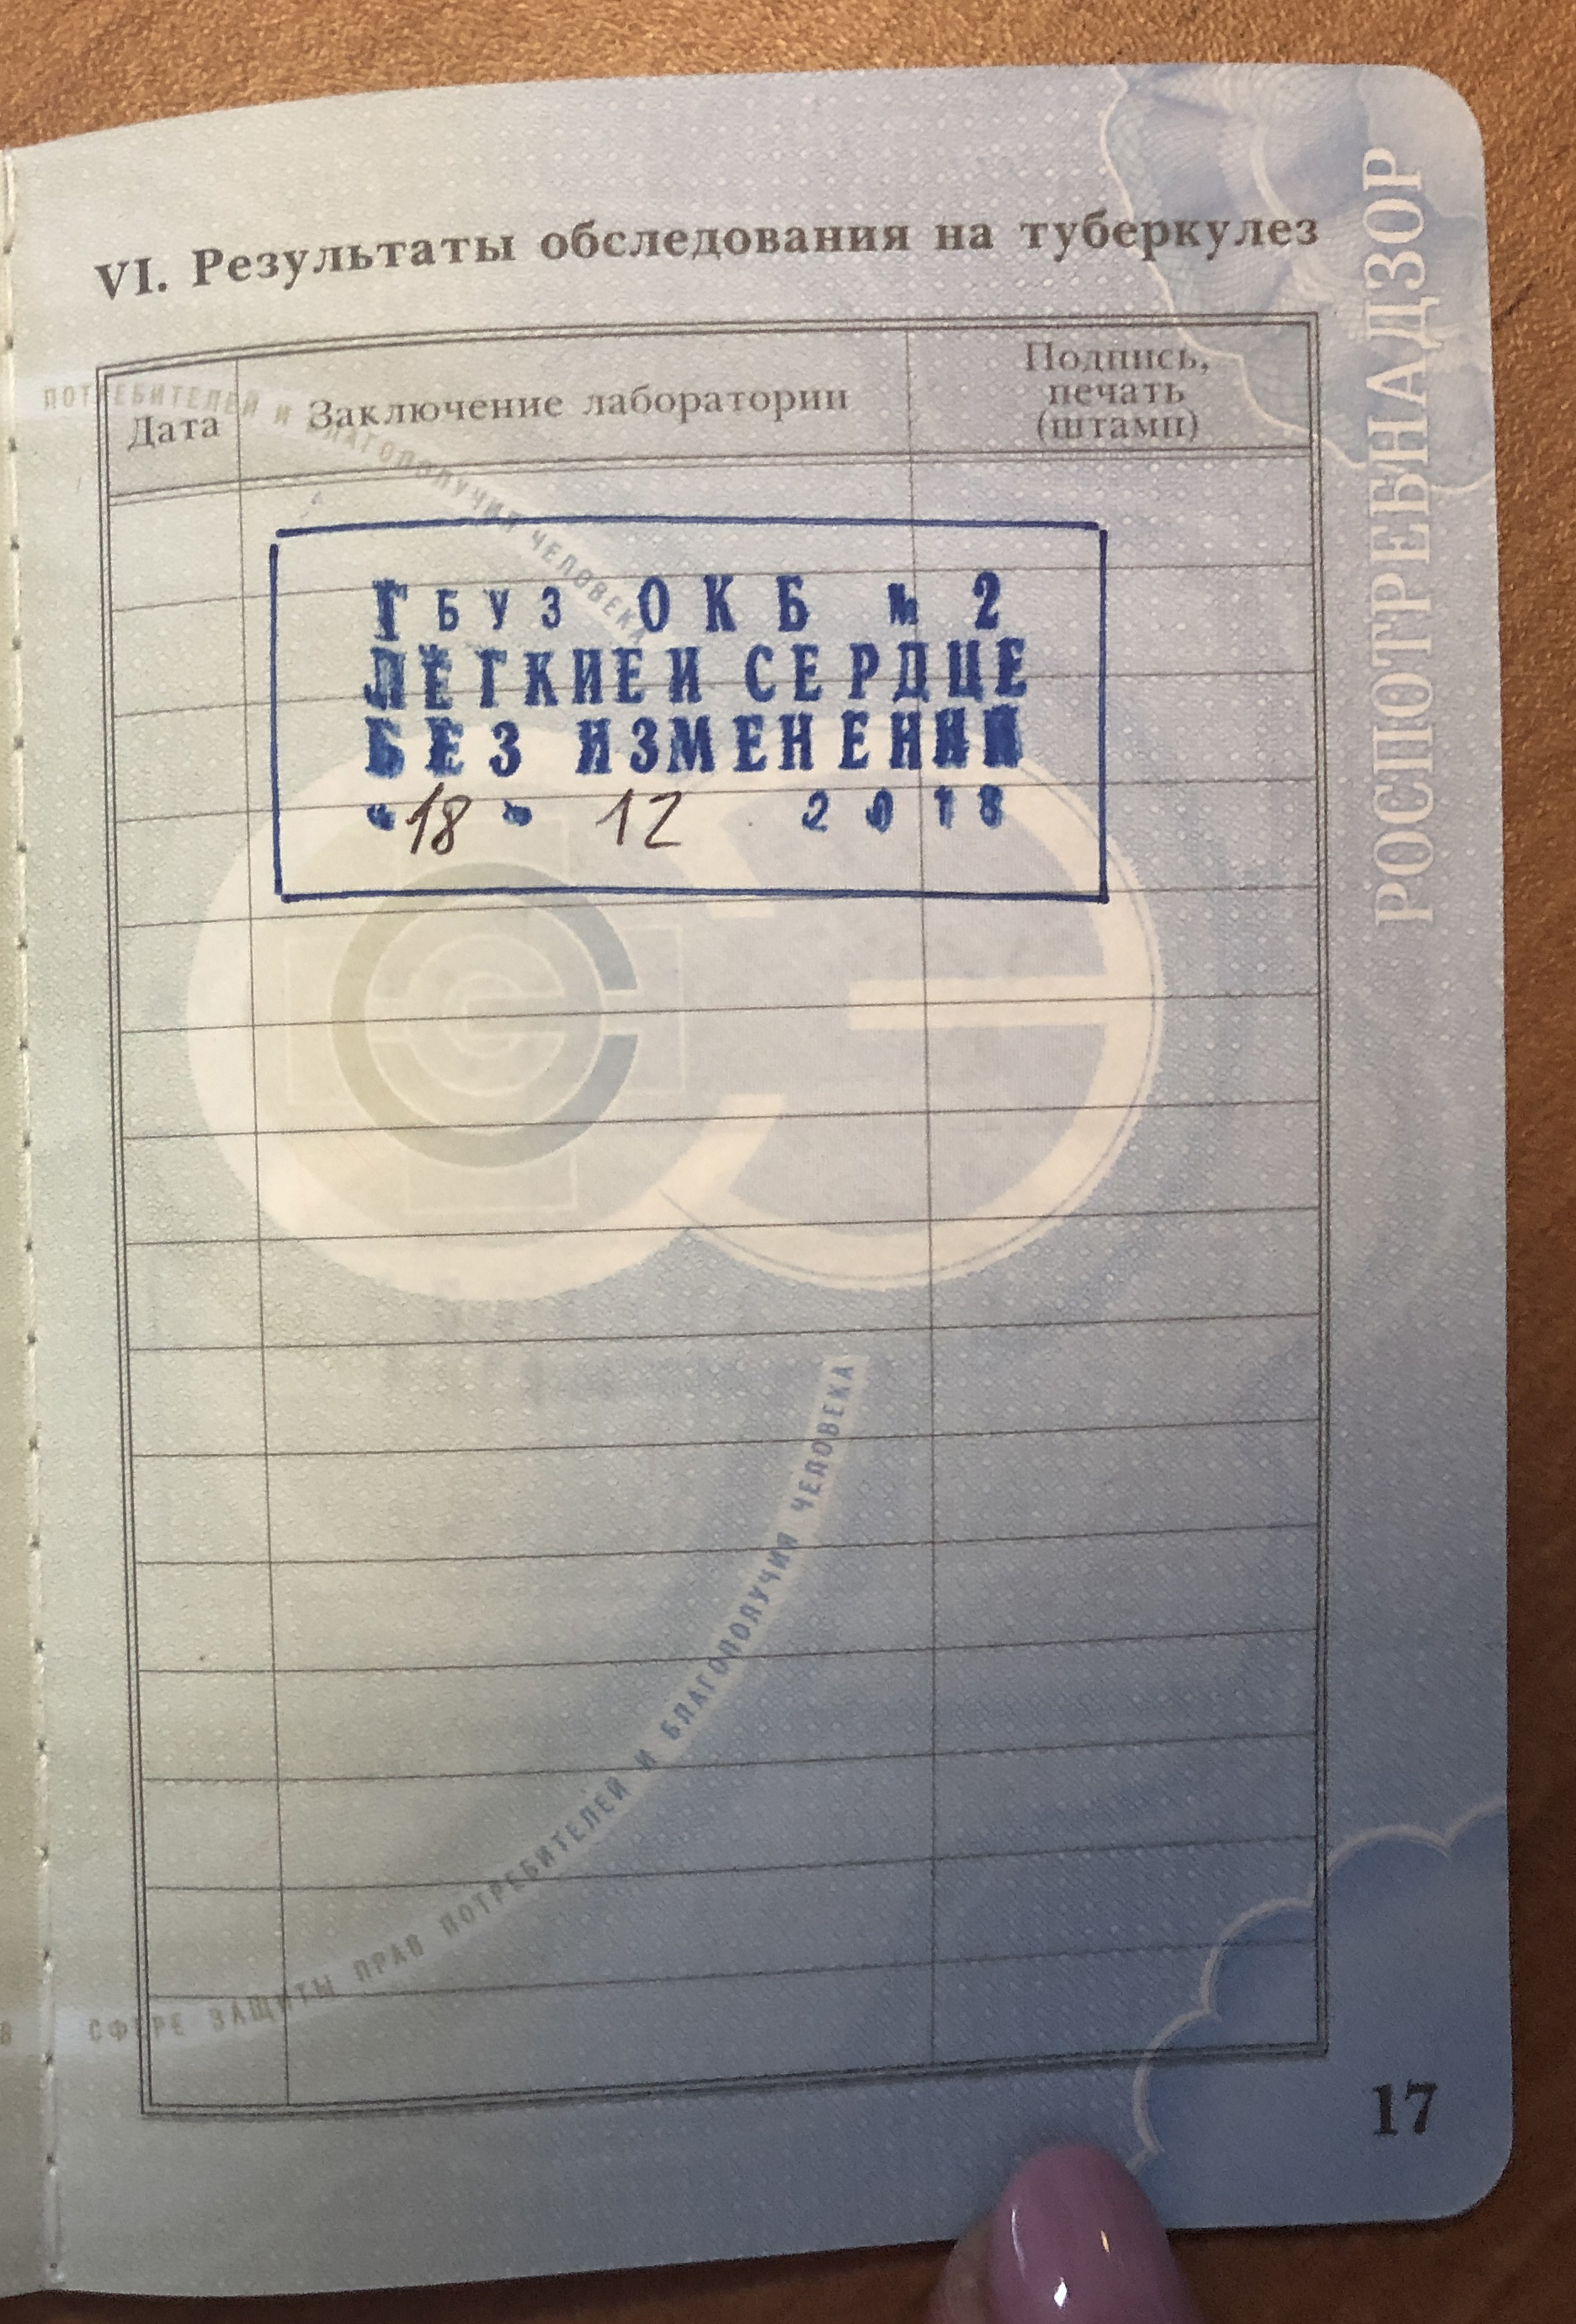 VI. Результаты обследования на туберкулез
РОСПОТРЕБНАДЗОР
Дата
Заключение лаборатории
Подпись,
печать
(штамп)
ПОТРЕБИТЕЛЕЙ И БЛАГОПОЛУЧИЯ ЧЕЛОВЕКА
ГБУЗ ОКБ № 2
ЛЕГКИЕ И СЕРДЦЕ
БЕЗ ИЗМЕНЕНИЙ
"18" 12 2018
В СФЕРЕ ЗАЩИТЫ ПРАВ ПОТРЕБИТЕЛЕЙ И БЛАГОПОЛУЧИЯ ЧЕЛОВЕКА
17